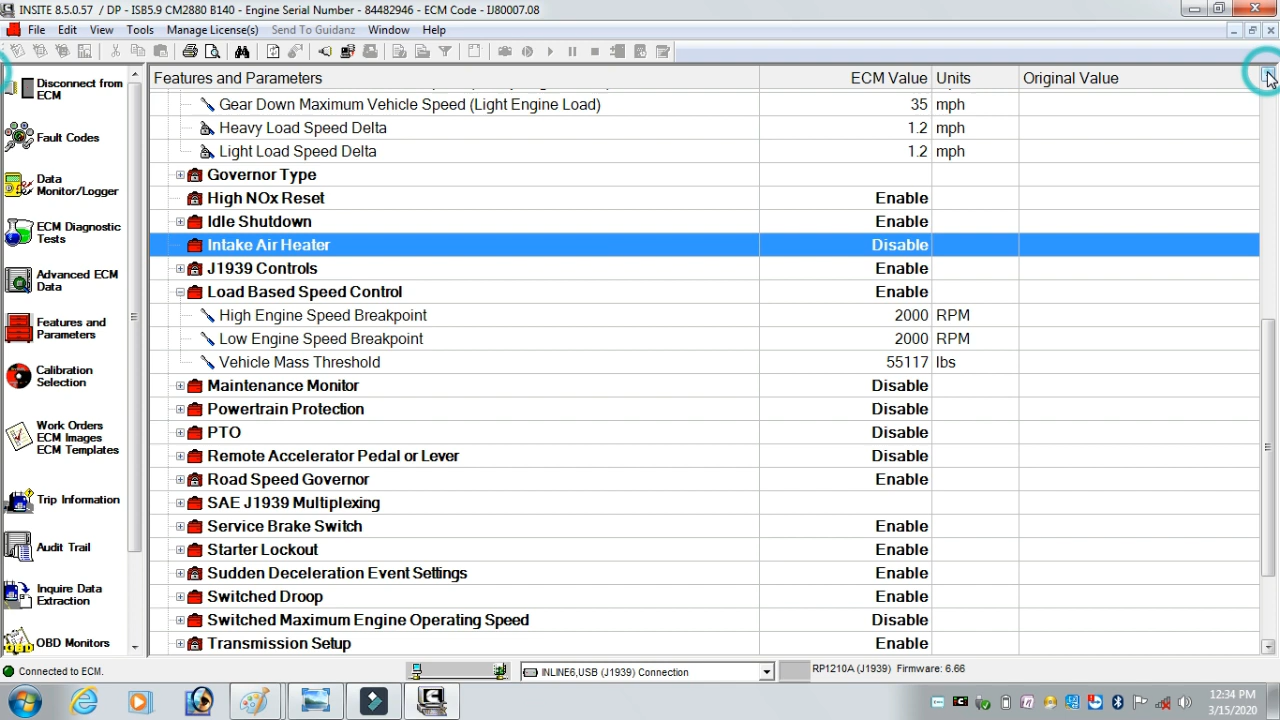 INSITE 8.5.0.57 / DP - ISB5.9 CM2880 B140 - Engine Serial Number - 84482946 - ECM Code - IJ80007.08
File Edit View Tools Manage License(s) Send To Guidanz Window Help
Disconnect from ECM
Fault Codes
Data Monitor/Logger
ECM Diagnostic Tests
Advanced ECM Data
Features and Parameters
Calibration Selection
Work Orders
ECM Images
ECM Templates
Trip Information
Audit Trail
Inquire Data Extraction
OBD Monitors
Features and Parameters ECM Value Units Original Value
Gear Down Maximum Vehicle Speed (Light Engine Load) 35 mph
Heavy Load Speed Delta 1.2 mph
Light Load Speed Delta 1.2 mph
Governor Type
High NOx Reset Enable
Idle Shutdown Enable
Intake Air Heater Disable
J1939 Controls Enable
Load Based Speed Control Enable
High Engine Speed Breakpoint 2000 RPM
Low Engine Speed Breakpoint 2000 RPM
Vehicle Mass Threshold 55117 lbs
Maintenance Monitor Disable
Powertrain Protection Disable
PTO Disable
Remote Accelerator Pedal or Lever Disable
Road Speed Governor Enable
SAE J1939 Multiplexing
Service Brake Switch Enable
Starter Lockout Enable
Sudden Deceleration Event Settings Enable
Switched Droop Enable
Switched Maximum Engine Operating Speed Disable
Transmission Setup Enable
Connected to ECM.
INLINE6,USB (J1939) Connection
RP1210A (J1939) Firmware: 6.66
12:34 PM
3/15/2020